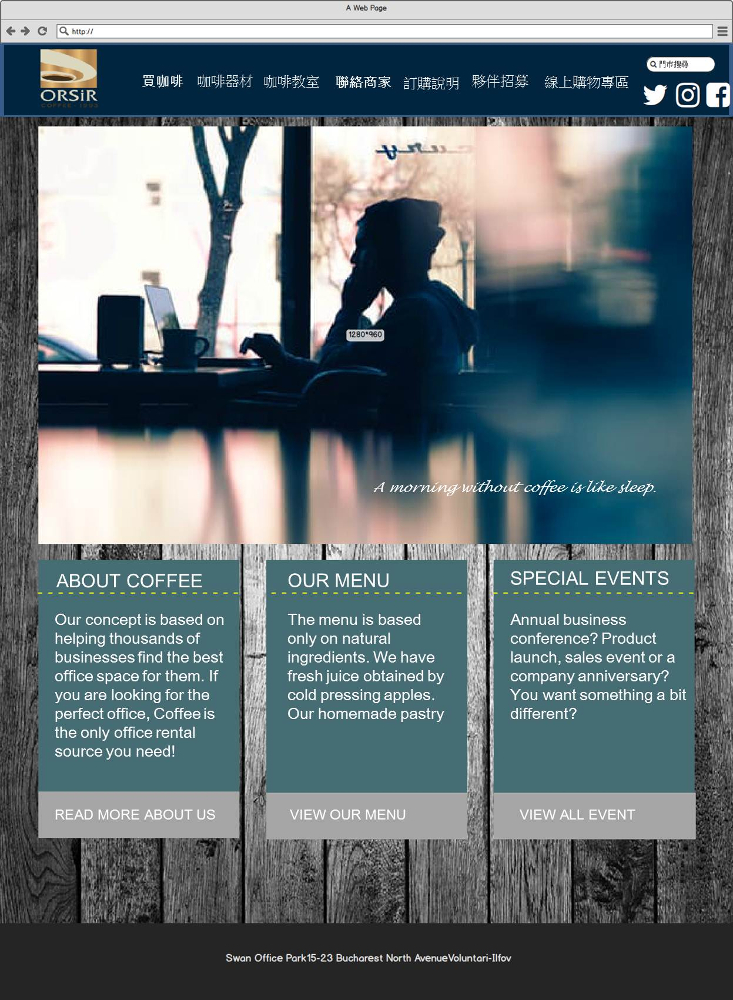 A Web Page
http://
ORSiR
COFFEE · 1993
買咖啡 咖啡器材 咖啡教室 聯絡商家 訂購說明 夥伴招募 線上購物專區
門市搜尋
1280*960
A morning without coffee is like sleep.
ABOUT COFFEE
Our concept is based on
helping thousands of
businesses find the best
office space for them. If
you are looking for the
perfect office, Coffee is
the only office rental
source you need!
READ MORE ABOUT US
OUR MENU
The menu is based
only on natural
ingredients. We have
fresh juice obtained by
cold pressing apples.
Our homemade pastry
VIEW OUR MENU
SPECIAL EVENTS
Annual business
conference? Product
launch, sales event or a
company anniversary?
You want something a bit
different?
VIEW ALL EVENT
Swan Office Park15-23 Bucharest North AvenueVoluntari-Ilfov